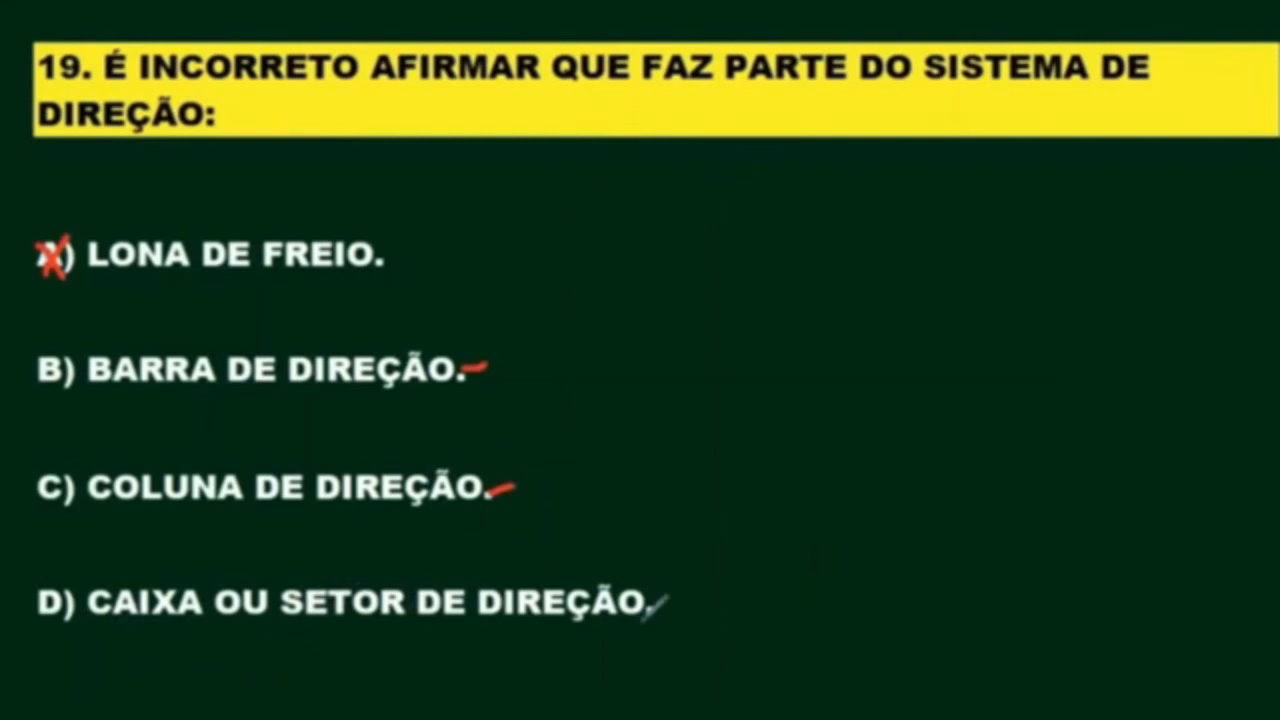 19. É INCORRETO AFIRMAR QUE FAZ PARTE DO SISTEMA DE
DIREÇÃO:
A) LONA DE FREIO.
B) BARRA DE DIREÇÃO.
C) COLUNA DE DIREÇÃO.
D) CAIXA OU SETOR DE DIREÇÃO.